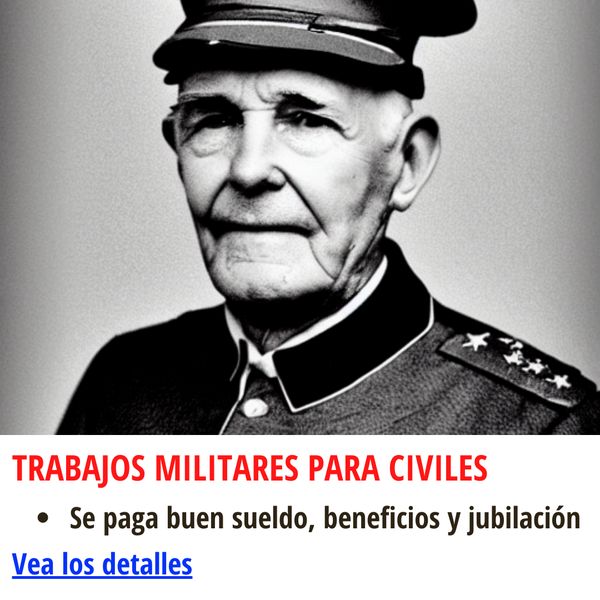 TRABAJOS MILITARES PARA CIVILES
• Se paga buen sueldo, beneficios y jubilación
Vea los detalles